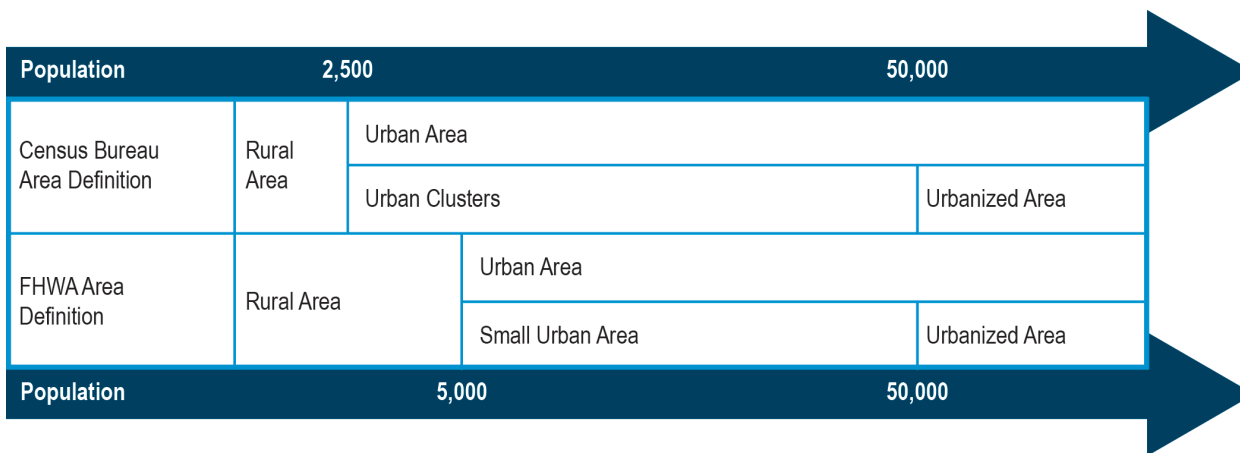 Population 2,500 50,000
Census Bureau
Area Definition
Rural
Area
Urban Area
Urban Clusters
Urbanized Area
FHWA Area
Definition
Rural Area
Urban Area
Small Urban Area
Urbanized Area
Population 5,000 50,000